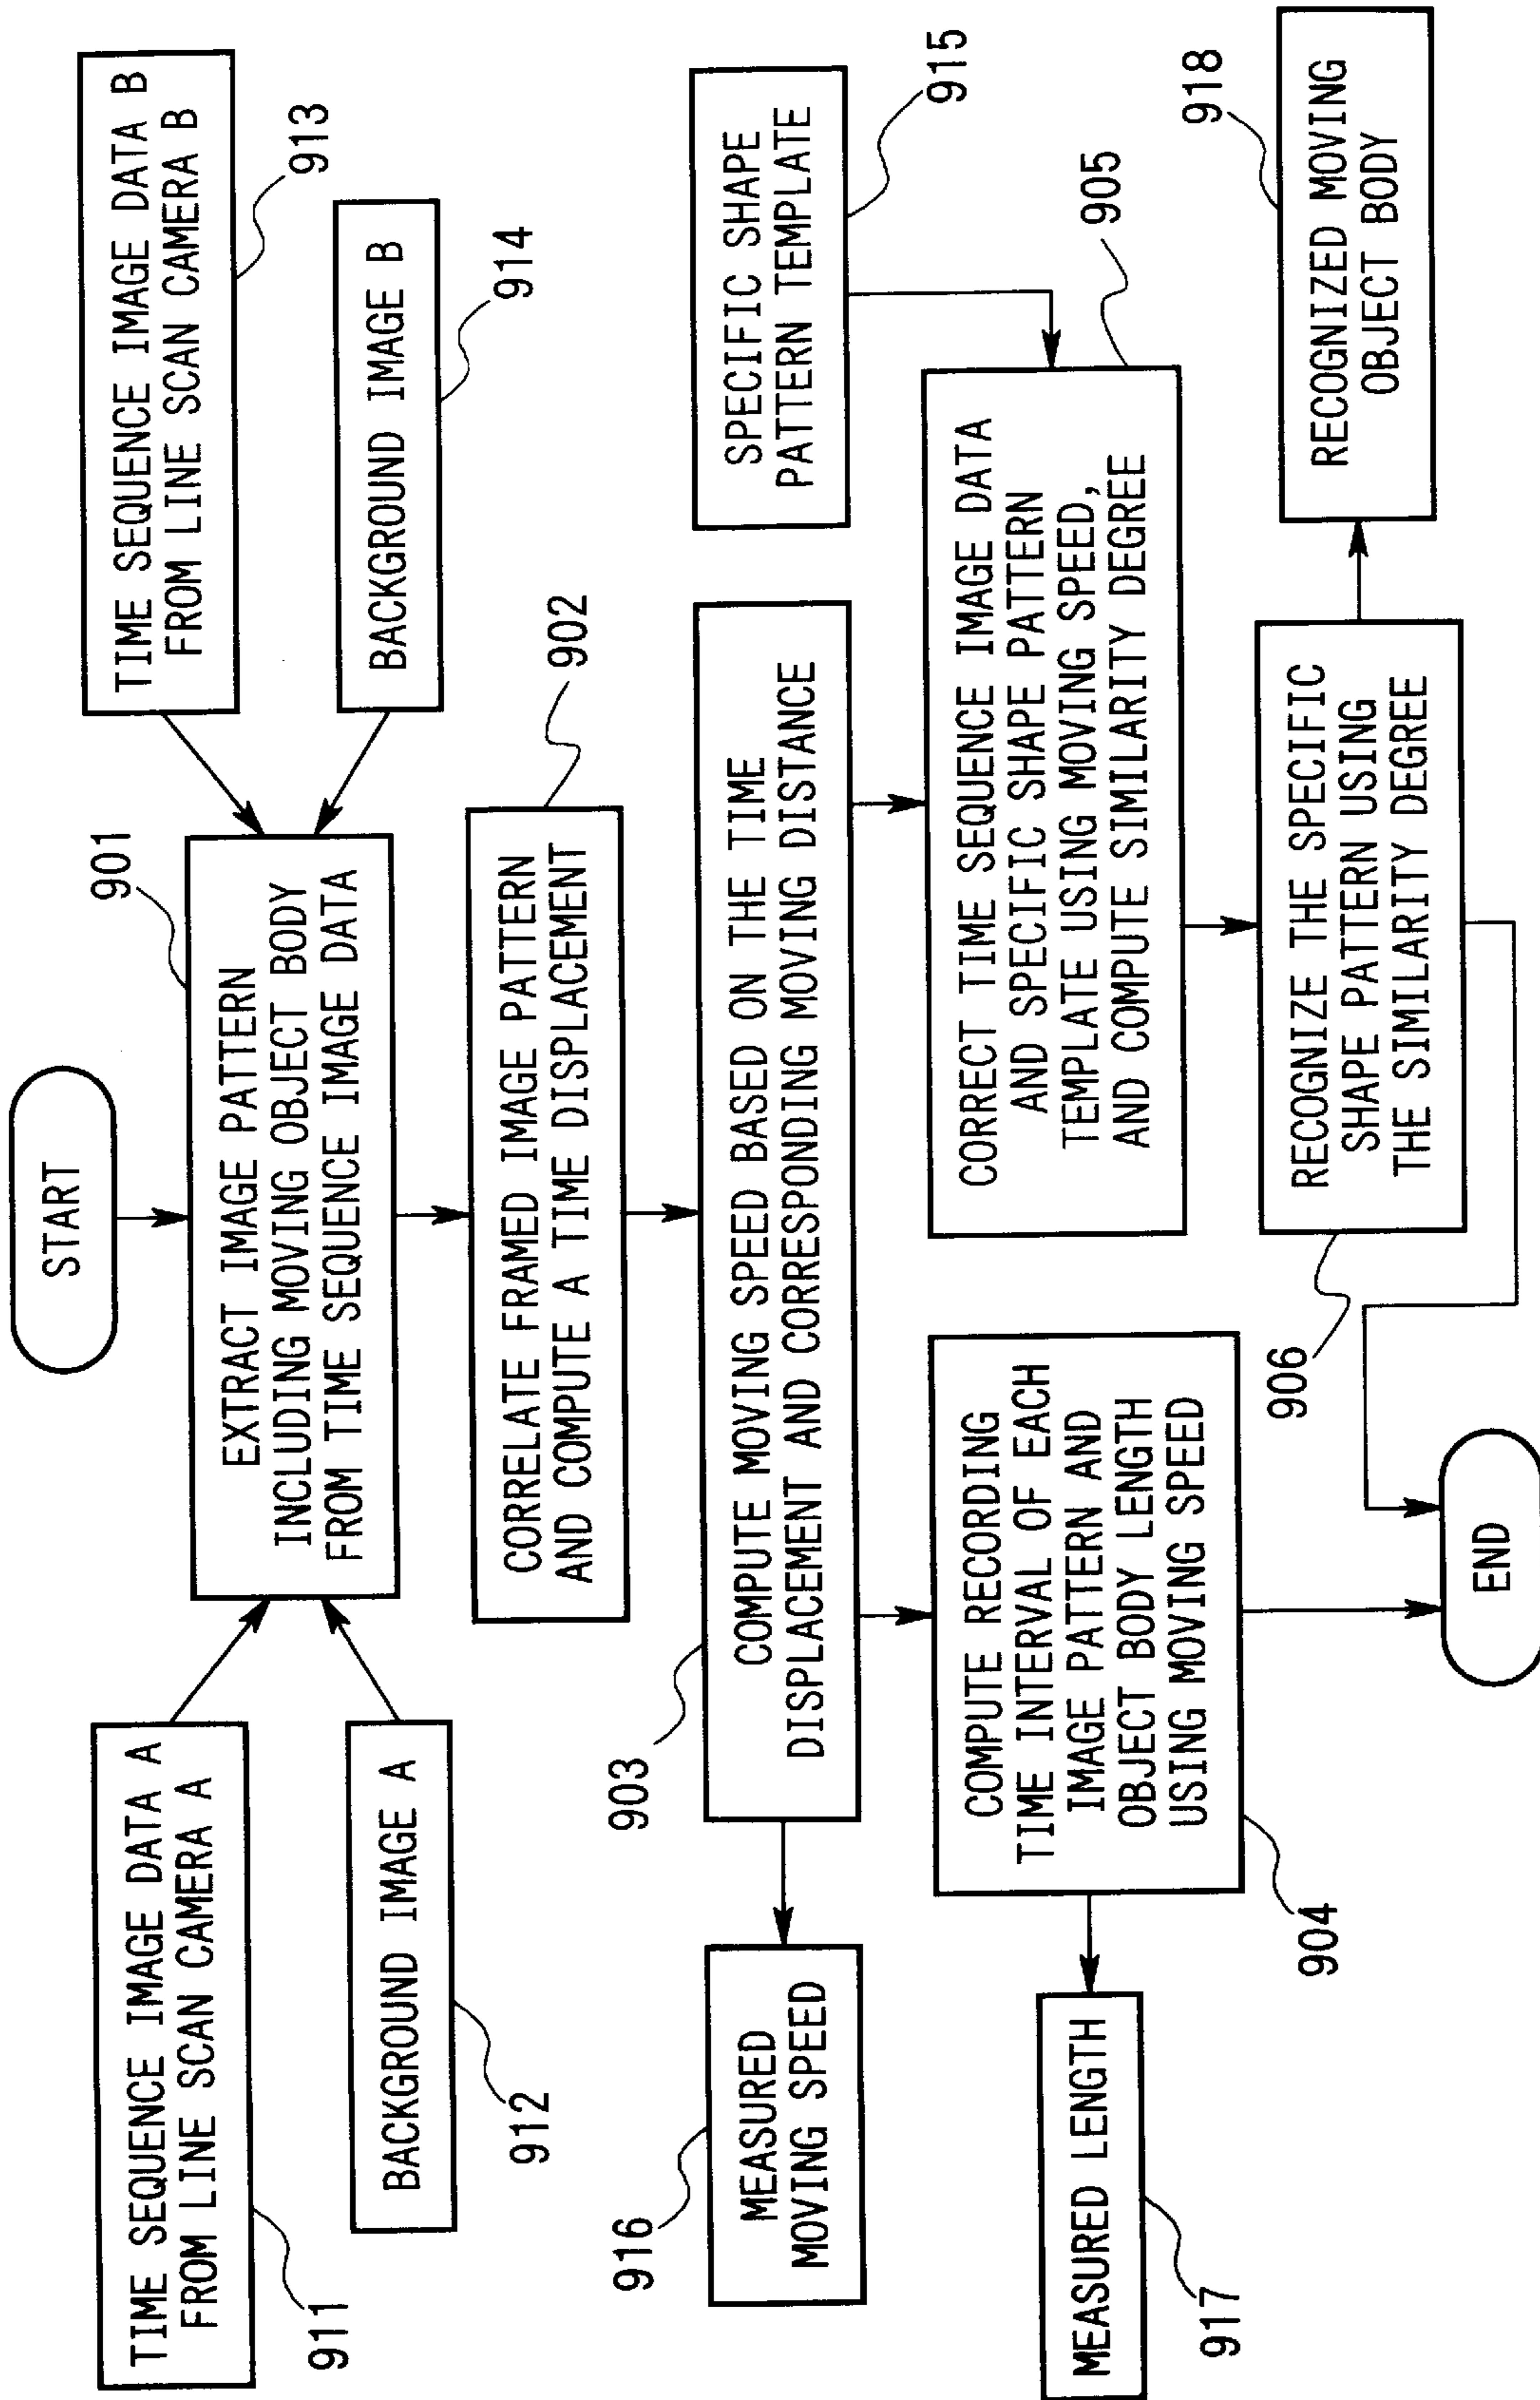 START
901
EXTRACT IMAGE PATTERN
INCLUDING MOVING OBJECT BODY
FROM TIME SEQUENCE IMAGE DATA
TIME SEQUENCE IMAGE DATA A
FROM LINE SCAN CAMERA A
911
BACKGROUND IMAGE A
912
TIME SEQUENCE IMAGE DATA B
FROM LINE SCAN CAMERA B
913
BACKGROUND IMAGE B
914
902
CORRELATE FRAMED IMAGE PATTERN
AND COMPUTE A TIME DISPLACEMENT
903
COMPUTE MOVING SPEED BASED ON THE TIME
DISPLACEMENT AND CORRESPONDING MOVING DISTANCE
916
MEASURED
MOVING SPEED
SPECIFIC SHAPE
PATTERN TEMPLATE
915
COMPUTE RECORDING
TIME INTERVAL OF EACH
IMAGE PATTERN AND
OBJECT BODY LENGTH
USING MOVING SPEED
904
MEASURED LENGTH
917
905
CORRECT TIME SEQUENCE IMAGE DATA
AND SPECIFIC SHAPE PATTERN
TEMPLATE USING MOVING SPEED,
AND COMPUTE SIMILARITY DEGREE
906
RECOGNIZE THE SPECIFIC
SHAPE PATTERN USING
THE SIMILARITY DEGREE
918
RECOGNIZED MOVING
OBJECT BODY
END